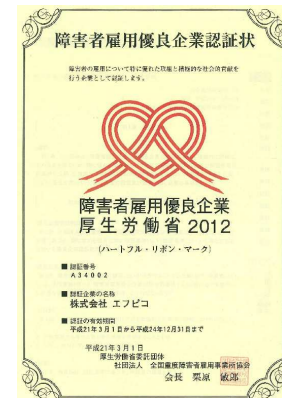 障害者雇用優良企業認証状
障害者の雇用について特に優れた取組と積極的な社会的貢献を
行う企業として認証します。
障害者雇用優良企業
厚生労働省 2012
(ハートフル・リボン・マーク)
■ 認証番号
A34002
■ 認証企業の名称
株式会社 エフピコ
■ 認証の有効期間
平成21年3月1日から平成24年12月31日まで
平成21年3月1日
厚生労働省委託団体
社団法人 全国重度障害者雇用事業所協会
会長 栗原 敏郎